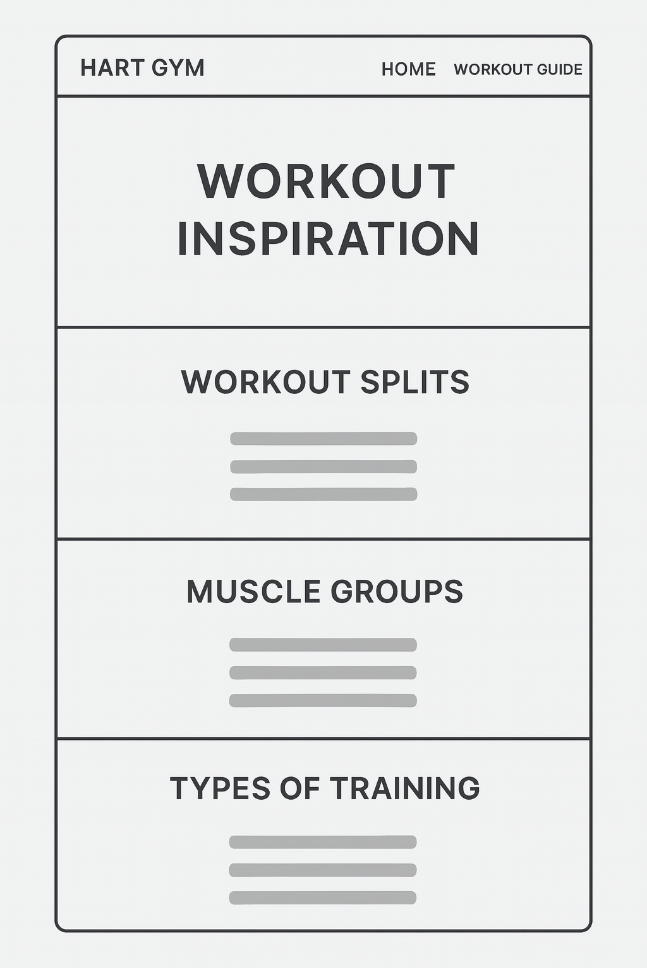 HART GYM
HOME WORKOUT GUIDE
WORKOUT
INSPIRATION
WORKOUT SPLITS
MUSCLE GROUPS
TYPES OF TRAINING